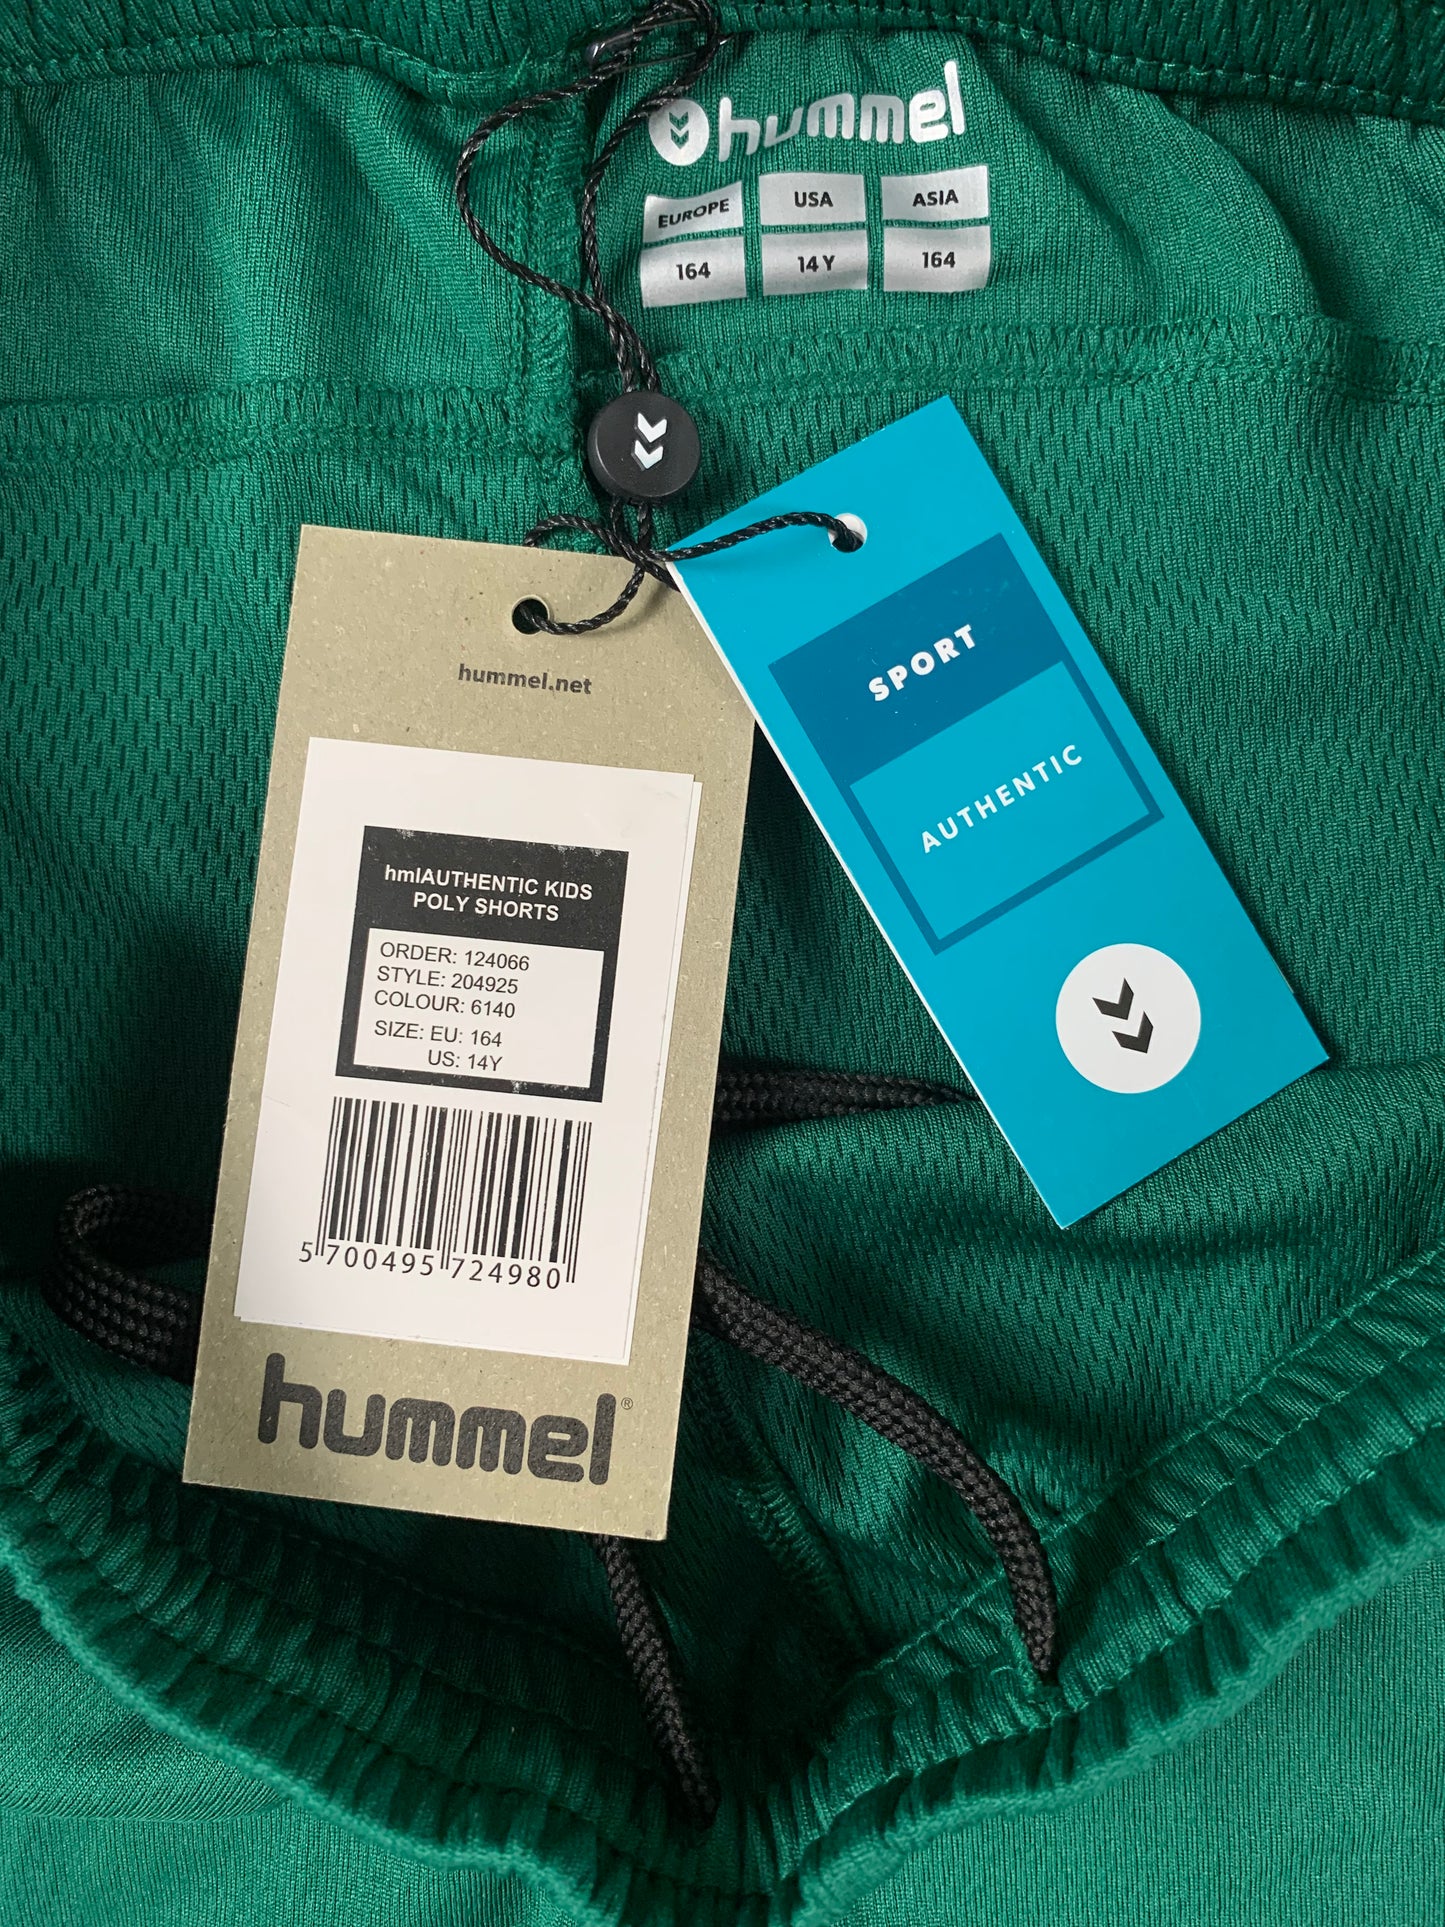 hummel
EUROPE USA ASIA
164 14 Y 164
SPORT
AUTHENTIC
hummel.net
hmlAUTHENTIC KIDS
POLY SHORTS
ORDER: 124066
STYLE: 204925
COLOUR: 6140
SIZE: EU: 164
US: 14Y
5 700495 724980
hummel®